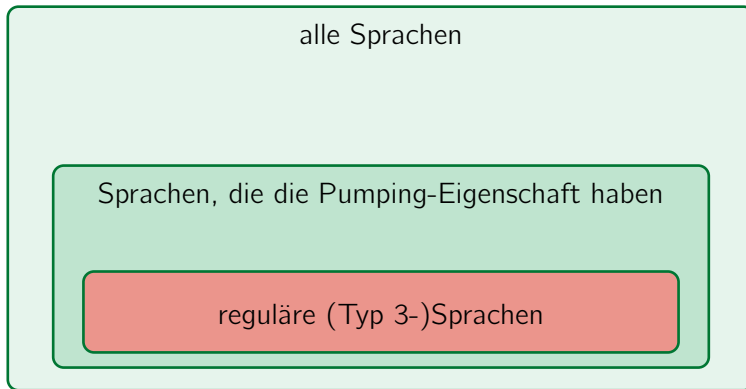 alle Sprachen
Sprachen, die die Pumping-Eigenschaft haben
reguläre (Typ 3-)Sprachen